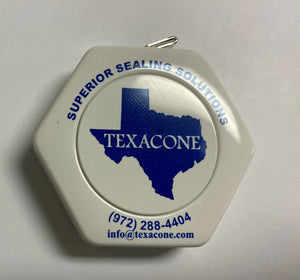 SUPERIOR SEALING SOLUTIONS
TEXACONE
(972) 288-4404
info@texacone.com